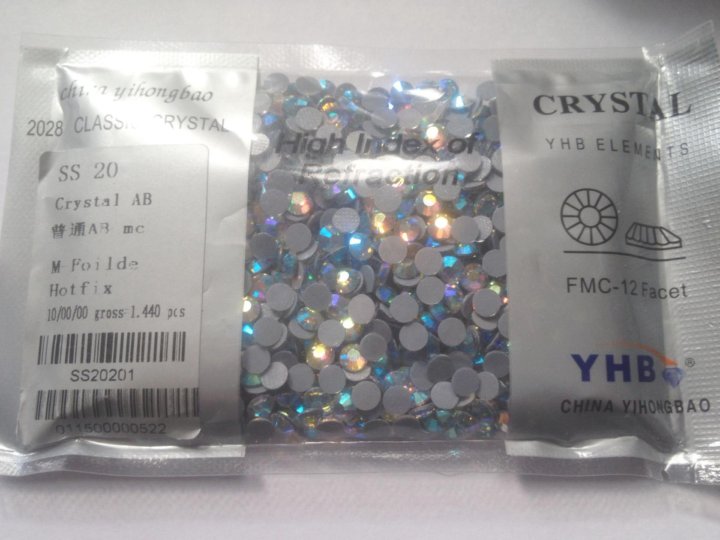 china yihongbao
2028 CLASSIC CRYSTAL
SS 20
Crystal AB
普通AB mc
M-Foilde
Hotfix
10/00/00 gross-1.440 pcs
SS20201
911500000522
High Index of
Refraction
CRYSTAL
YHB ELEMENTS
FMC-12 Facet
YHB®
CHINA YIHONGBAO